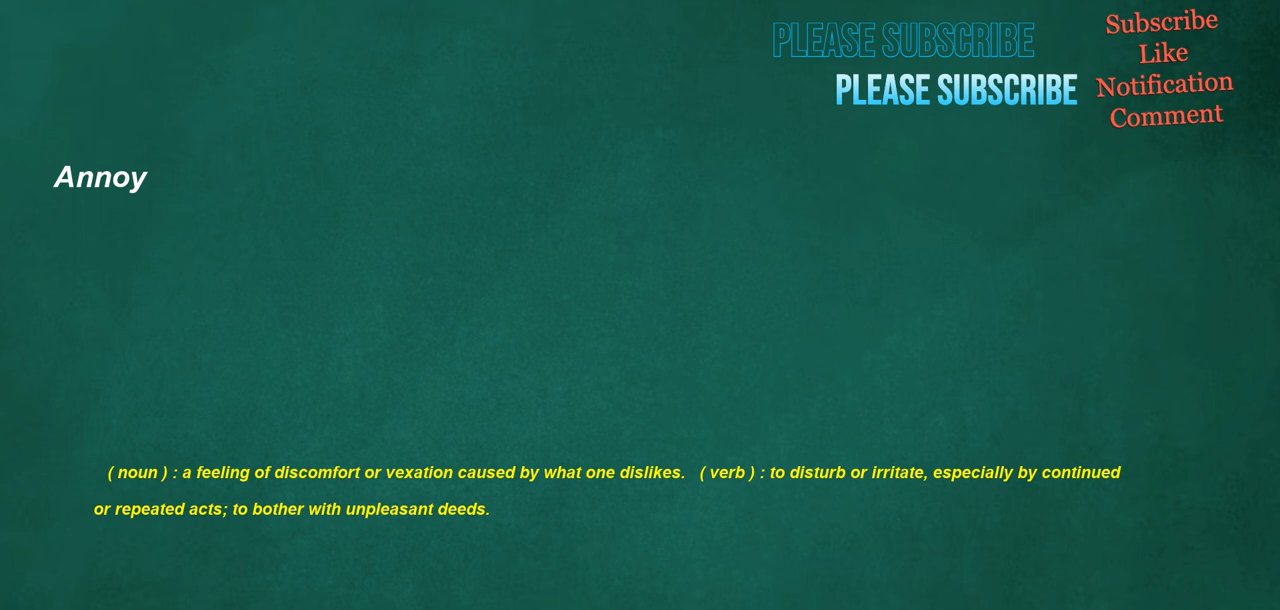 PLEASE SUBSCRIBE
PLEASE SUBSCRIBE
Subscribe
Like
Notification
Comment
Annoy
( noun ) : a feeling of discomfort or vexation caused by what one dislikes.   ( verb ) : to disturb or irritate, especially by continued
or repeated acts; to bother with unpleasant deeds.